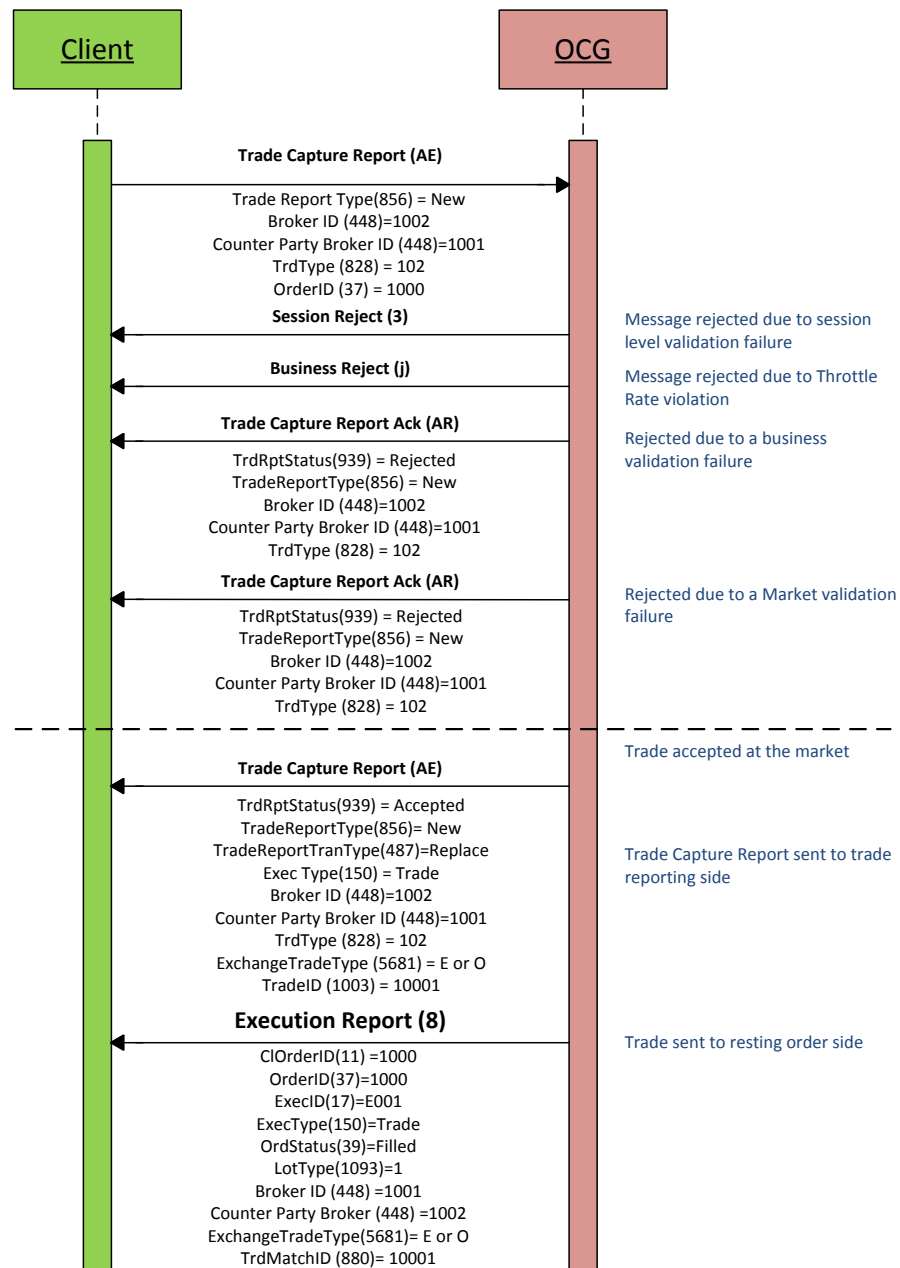 Client
OCG
Trade Capture Report (AE)
Trade Report Type(856) = New
Broker ID (448)=1002
Counter Party Broker ID (448)=1001
TrdType (828) = 102
OrderID (37) = 1000
Session Reject (3)
Message rejected due to session
level validation failure
Business Reject (j)
Message rejected due to Throttle
Rate violation
Trade Capture Report Ack (AR)
Rejected due to a business
validation failure
TrdRptStatus(939) = Rejected
TradeReportType(856) = New
Broker ID (448)=1002
Counter Party Broker ID (448)=1001
TrdType (828) = 102
Trade Capture Report Ack (AR)
Rejected due to a Market validation
failure
TrdRptStatus(939) = Rejected
TradeReportType(856) = New
Broker ID (448)=1002
Counter Party Broker ID (448)=1001
TrdType (828) = 102
Trade accepted at the market
Trade Capture Report (AE)
TrdRptStatus(939) = Accepted
TradeReportType(856)= New
TradeReportTranType(487)=Replace
Exec Type(150) = Trade
Broker ID (448)=1002
Counter Party Broker ID (448)=1001
TrdType (828) = 102
ExchangeTradeType (5681) = E or O
TradeID (1003) = 10001
Trade Capture Report sent to trade
reporting side
Execution Report (8)
Trade sent to resting order side
ClOrderID(11) =1000
OrderID(37)=1000
ExecID(17)=E001
ExecType(150)=Trade
OrdStatus(39)=Filled
LotType(1093)=1
Broker ID (448) =1001
Counter Party Broker (448) =1002
ExchangeTradeType(5681)= E or O
TrdMatchID (880)= 10001